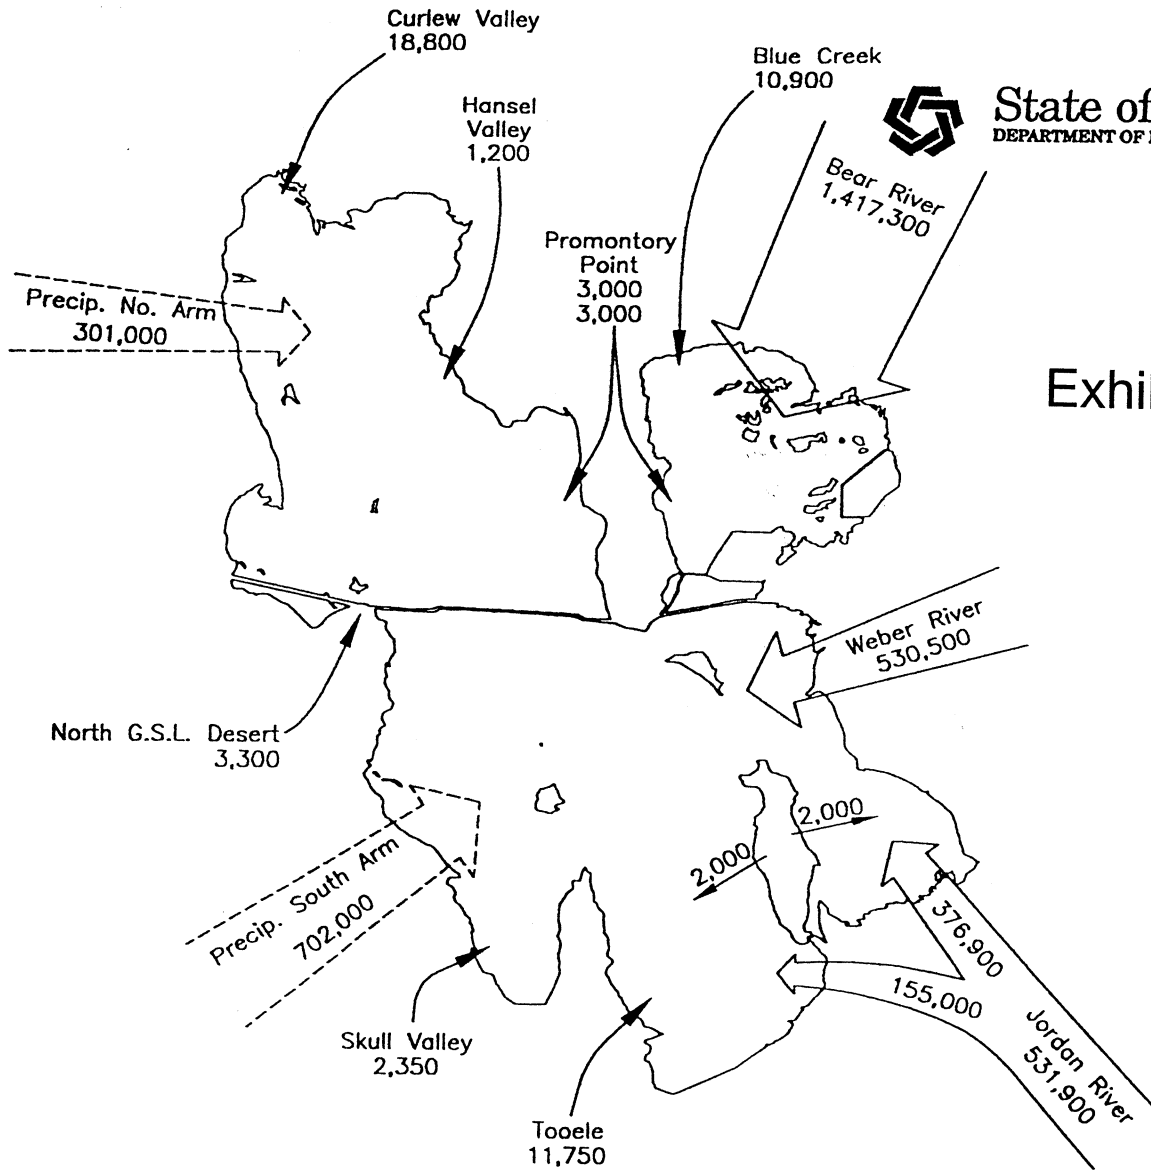 Curlew Valley
18,800
Blue Creek
10,900
State of
DEPARTMENT OF
Hansel
Valley
1,200
Bear River
1,417,300
Promontory
Point
3,000
3,000
Precip. No. Arm
301,000
Weber River
530,500
North G.S.L. Desert
3,300
2,000
2,000
Precip. South Arm
702,000
376,900
155,000
Jordan River
531,900
Skull Valley
2,350
Tooele
11,750